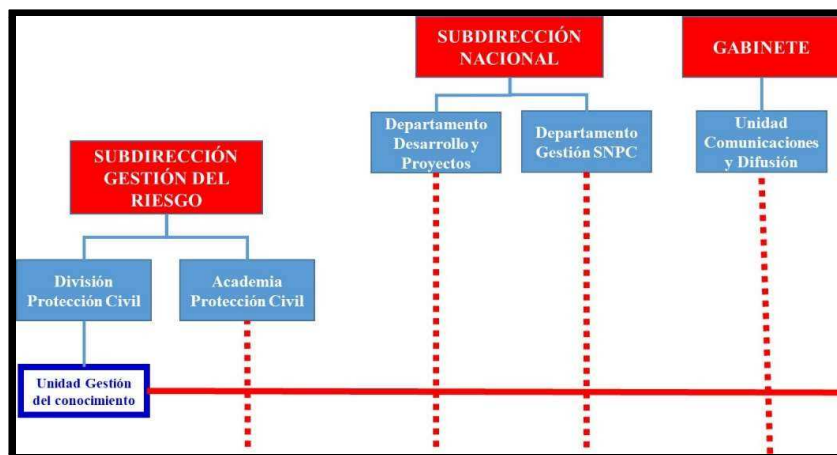 SUBDIRECCIÓN
NACIONAL
GABINETE
Departamento
Desarrollo y
Proyectos
Departamento
Gestión SNPC
Unidad
Comunicaciones
y Difusión
SUBDIRECCIÓN
GESTIÓN DEL
RIESGO
División
Protección Civil
Academia
Protección Civil
Unidad Gestión
del conocimiento